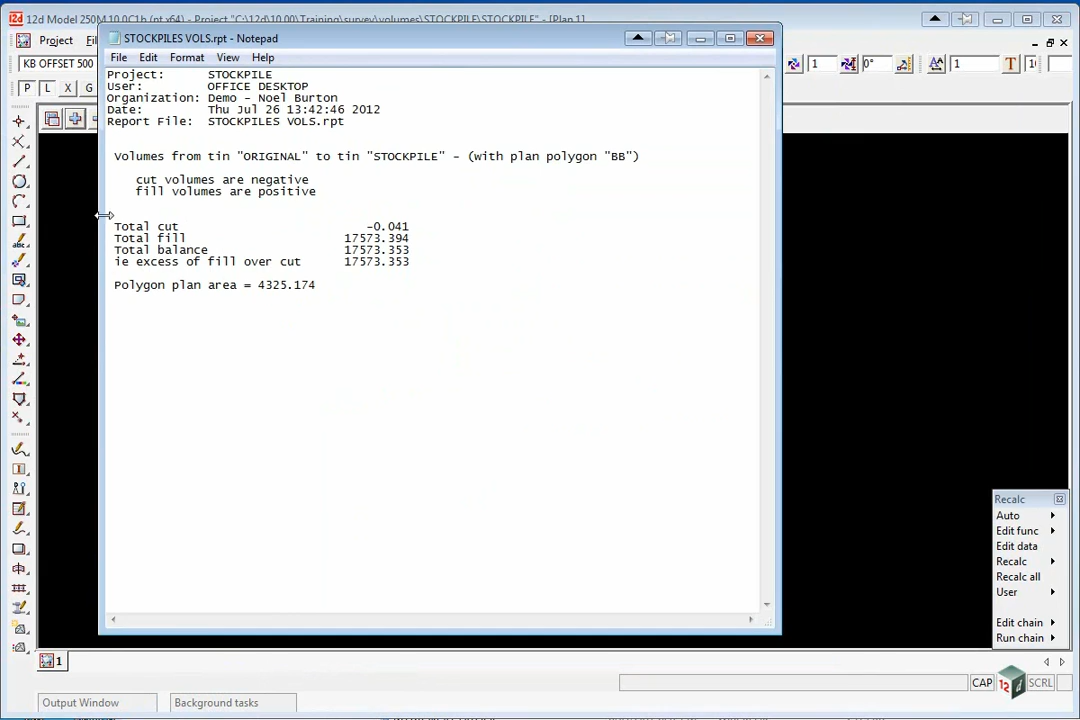 12d Model 250M 10.0C1h (nt.x64) - Project "C:\12d\10.00\Training\survey\volumes\STOCKPILE\STOCKPILE" - [Plan 1]
STOCKPILES VOLS.rpt - Notepad
Project
File Edit Format View Help
KB OFFSET 500
1
0°
1
T
P L X G
Project: STOCKPILE
User: OFFICE DESKTOP
Organization: Demo - Noel Burton
Date: Thu Jul 26 13:42:46 2012
Report File: STOCKPILES VOLS.rpt
Volumes from tin "ORIGINAL" to tin "STOCKPILE" - (with plan polygon "BB")
cut volumes are negative
fill volumes are positive
Total cut -0.041
Total fill 17573.394
Total balance 17573.353
ie excess of fill over cut 17573.353
Polygon plan area = 4325.174
Recalc
Auto
Edit func
Edit data
Recalc
Recalc all
User
Edit chain
Run chain
1
CAP
SCRL
12d
Output Window
Background tasks